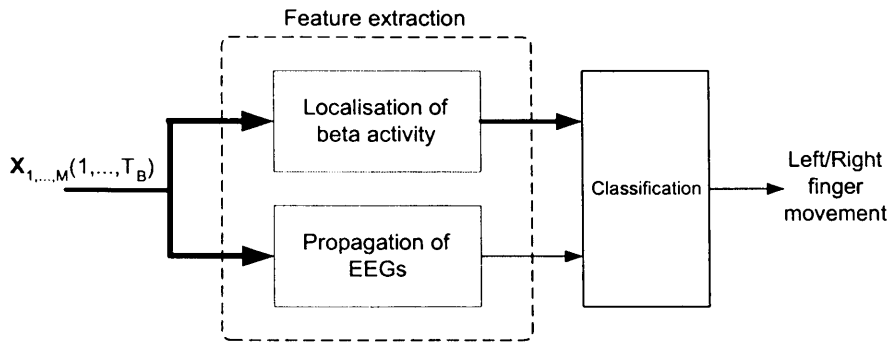 Feature extraction
Localisation of
beta activity
X1,...,M(1,...,TB)
Propagation of
EEGs
Classification
Left/Right
finger
movement